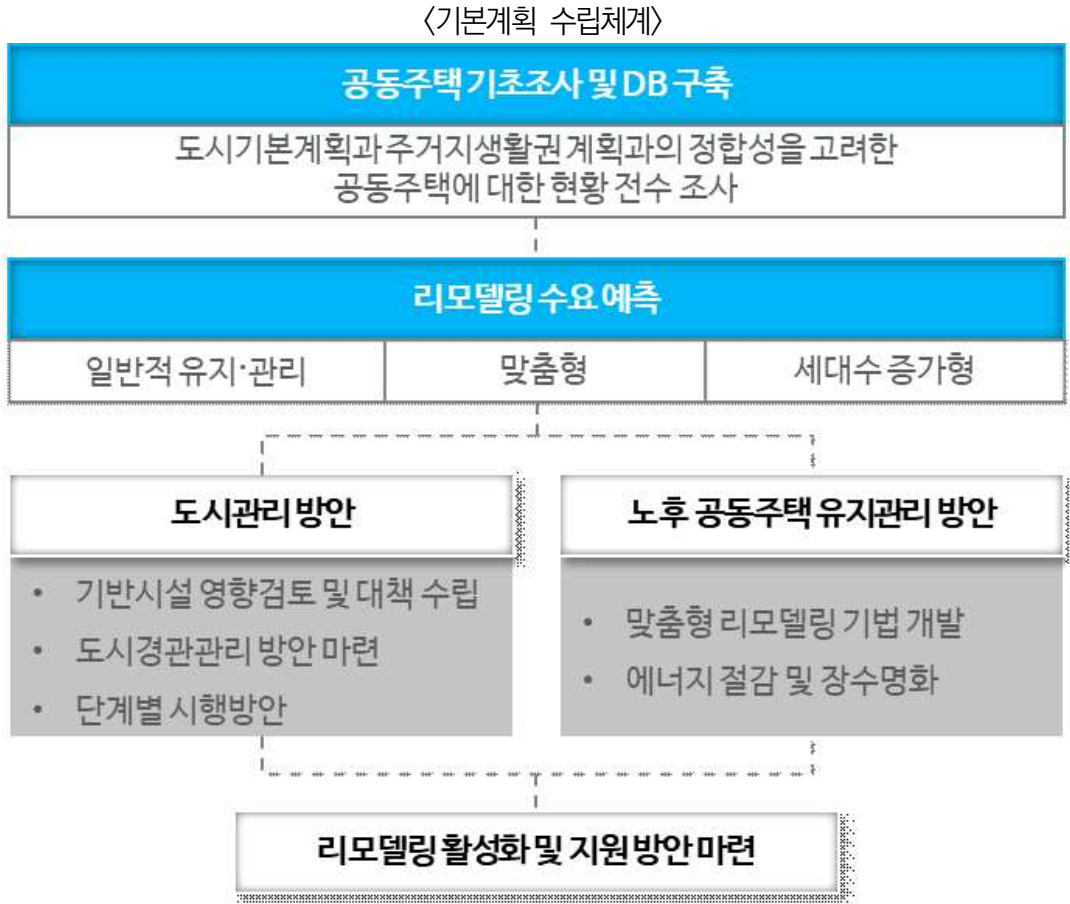 〈기본계획 수립체계〉
공동주택 기초조사 및 DB 구축
도시기본계획과 주거지생활권 계획과의 정합성을 고려한
공동주택에 대한 현황 전수 조사
리모델링 수요 예측
일반적 유지·관리
맞춤형
세대수 증가형
도시관리 방안
• 기반시설 영향검토 및 대책 수립
• 도시경관관리 방안 마련
• 단계별 시행방안
노후 공동주택 유지관리 방안
• 맞춤형 리모델링 기법 개발
• 에너지 절감 및 장수명화
리모델링 활성화 및 지원 방안 마련